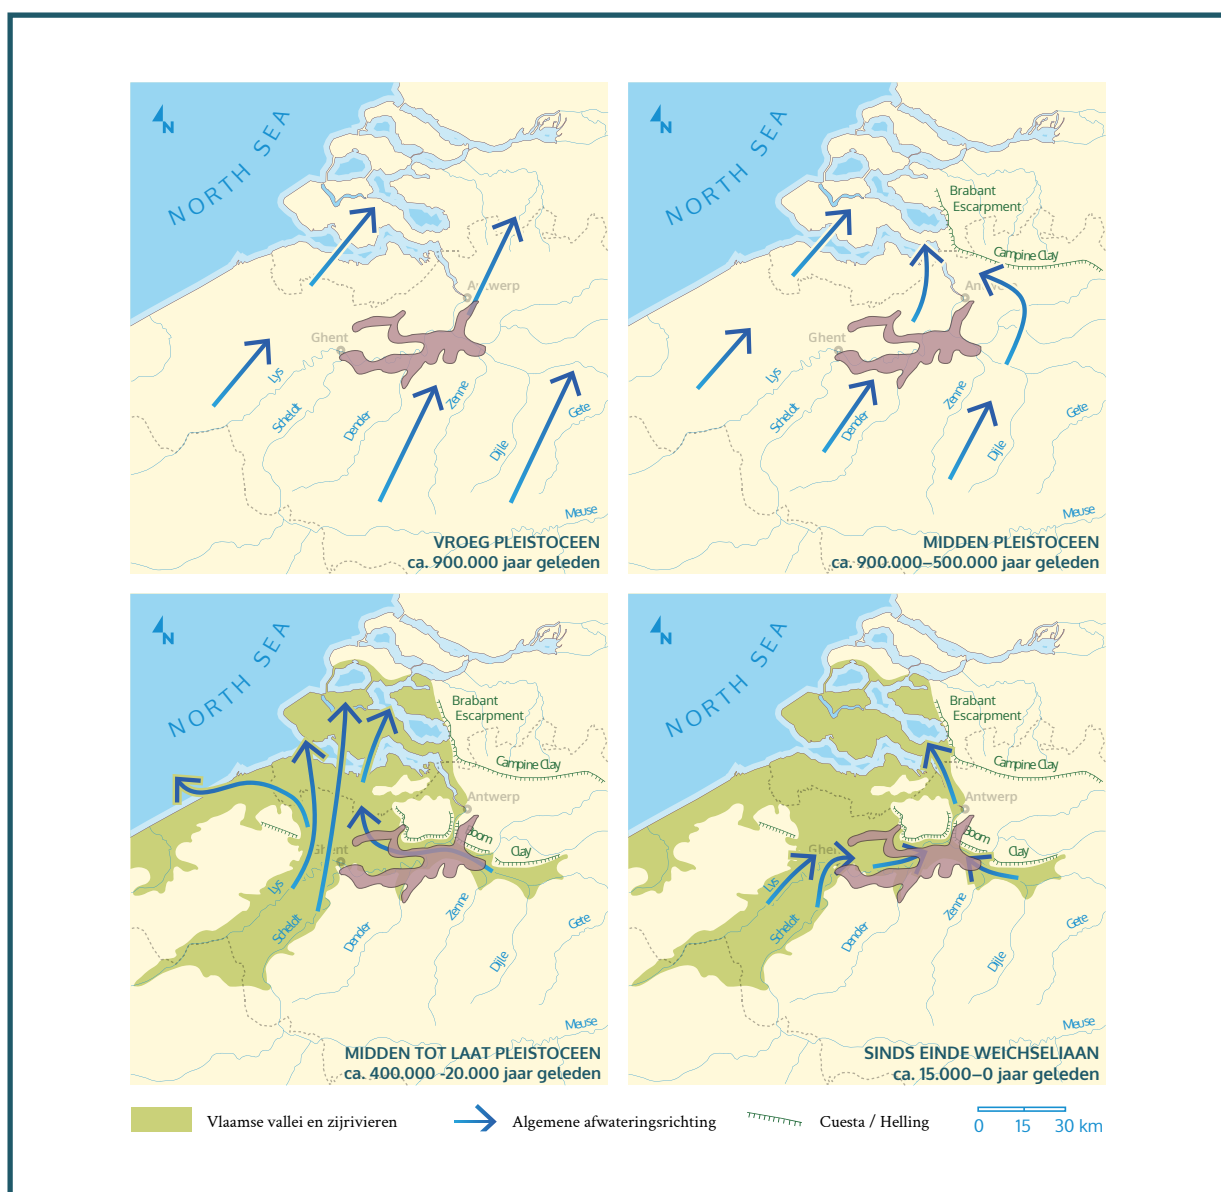 N
NORTH SEA
Antwerp
Ghent
Lys
Scheldt
Dender
Zenne
Dijle
Gete
Meuse
VROEG PLEISTOCEEN
ca. 900.000 jaar geleden
N
NORTH SEA
Brabant
Escarpment
Campine Clay
Ghent
Lys
Scheldt
Dender
Zenne
Dijle
Gete
Meuse
MIDDEN PLEISTOCEEN
ca. 900.000–500.000 jaar geleden
N
NORTH SEA
Brabant
Escarpment
Campine Clay
Antwerp
Boom
Clay
Ghent
Lys
Scheldt
Dender
Zenne
Dijle
Gete
Meuse
MIDDEN TOT LAAT PLEISTOCEEN
ca. 400.000 -20.000 jaar geleden
N
NORTH SEA
Brabant
Escarpment
Campine Clay
Antwerp
Boom
Clay
Lys
Scheldt
Dender
Zenne
Dijle
Gete
Meuse
SINDS EINDE WEICHSELIAAN
ca. 15.000–0 jaar geleden
Vlaamse vallei en zijrivieren
Algemene afwateringsrichting
Cuesta / Helling
0 15 30 km